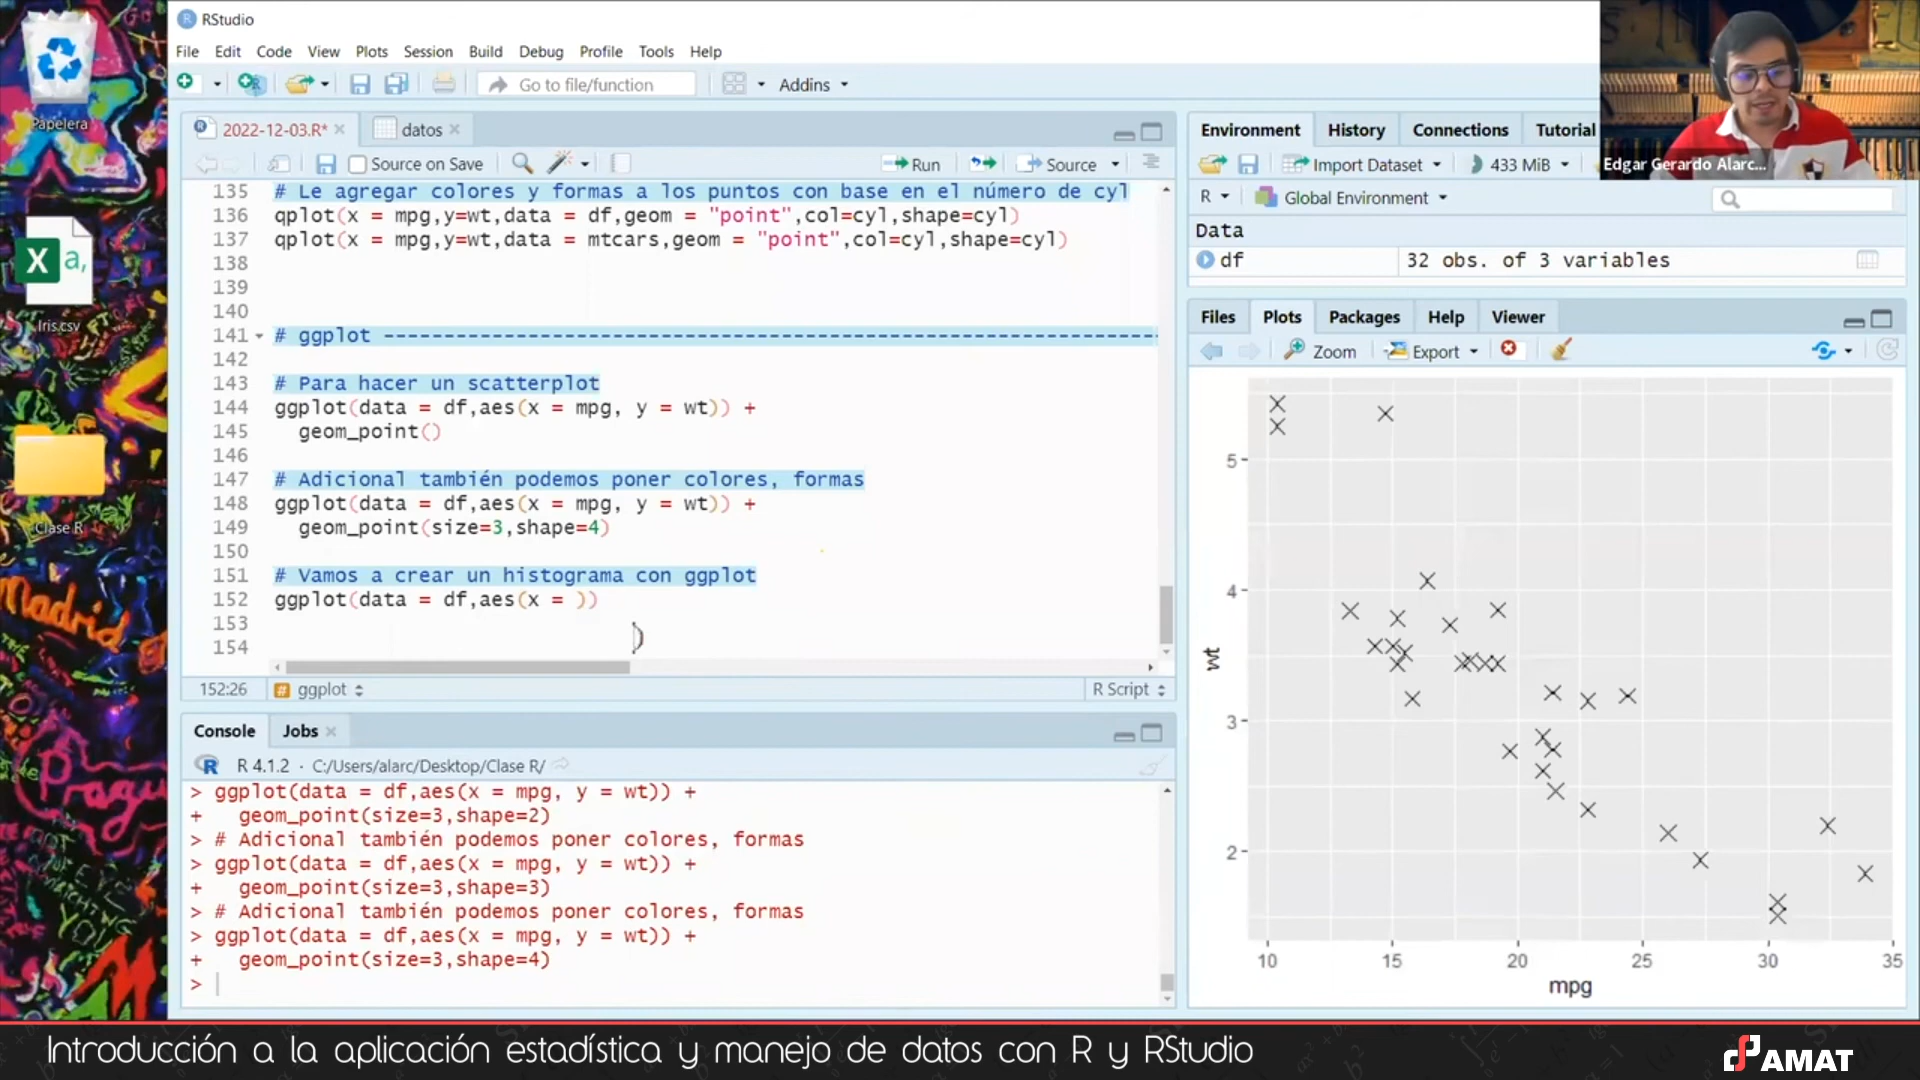 Papelera
X a,
Iris.csv
Clase R
Madrid
Prague
RStudio
File Edit Code View Plots Session Build Debug Profile Tools Help
Go to file/function Addins
2022-12-03.R* datos
Source on Save Run Source
135 # Le agregar colores y formas a los puntos con base en el número de cyl
136 qplot(x = mpg,y=wt,data = df,geom = "point",col=cyl,shape=cyl)
137 qplot(x = mpg,y=wt,data = mtcars,geom = "point",col=cyl,shape=cyl)
138
139
140
141 # ggplot ----------------------------------------------------------------
142
143 # Para hacer un scatterplot
144 ggplot(data = df,aes(x = mpg, y = wt)) +
145 geom_point()
146
147 # Adicional también podemos poner colores, formas
148 ggplot(data = df,aes(x = mpg, y = wt)) +
149 geom_point(size=3,shape=4)
150
151 # Vamos a crear un histograma con ggplot
152 ggplot(data = df,aes(x = ))
153
154
152:26 # ggplot R Script
Console Jobs
R 4.1.2 · C:/Users/alarc/Desktop/Clase R/
> ggplot(data = df,aes(x = mpg, y = wt)) +
+ geom_point(size=3,shape=2)
> # Adicional también podemos poner colores, formas
> ggplot(data = df,aes(x = mpg, y = wt)) +
+ geom_point(size=3,shape=3)
> # Adicional también podemos poner colores, formas
> ggplot(data = df,aes(x = mpg, y = wt)) +
+ geom_point(size=3,shape=4)
>
Environment History Connections Tutorial
Import Dataset 433 MiB
R Global Environment
Data
df 32 obs. of 3 variables
Files Plots Packages Help Viewer
Zoom Export
5
4
3
2
wt
10 15 20 25 30 35
mpg
Edgar Gerardo Alarc...
Introducción a la aplicación estadística y manejo de datos con R y RStudio
AMAT